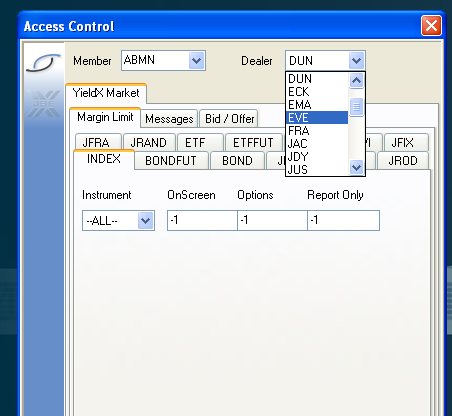 Access Control
Member ABMN Dealer DUN
DUN
ECK
EMA
EVE
FRA
JAC
JDY
JUS
YieldX Market
Margin Limit Messages Bid / Offer
JFRA JRAND ETF ETFFUT JFIX
INDEX BONDFUT BOND JROD
Instrument OnScreen Options Report Only
--ALL-- -1 -1 -1